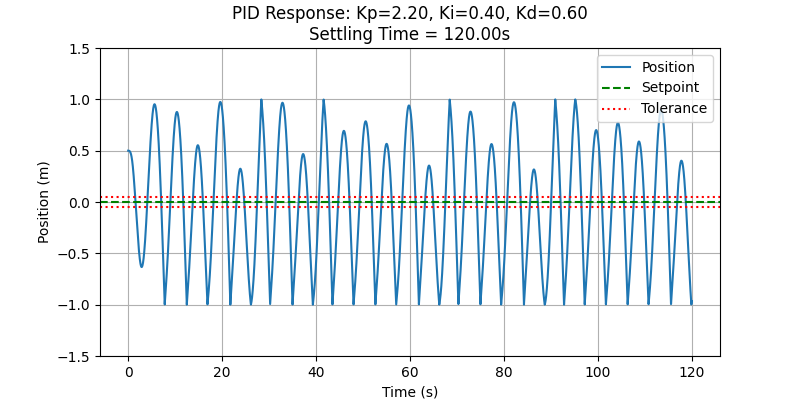 PID Response: Kp=2.20, Ki=0.40, Kd=0.60
Settling Time = 120.00s
Position
Setpoint
Tolerance
1.5
1.0
0.5
0.0
−0.5
−1.0
−1.5
Position (m)
0
20
40
60
80
100
120
Time (s)